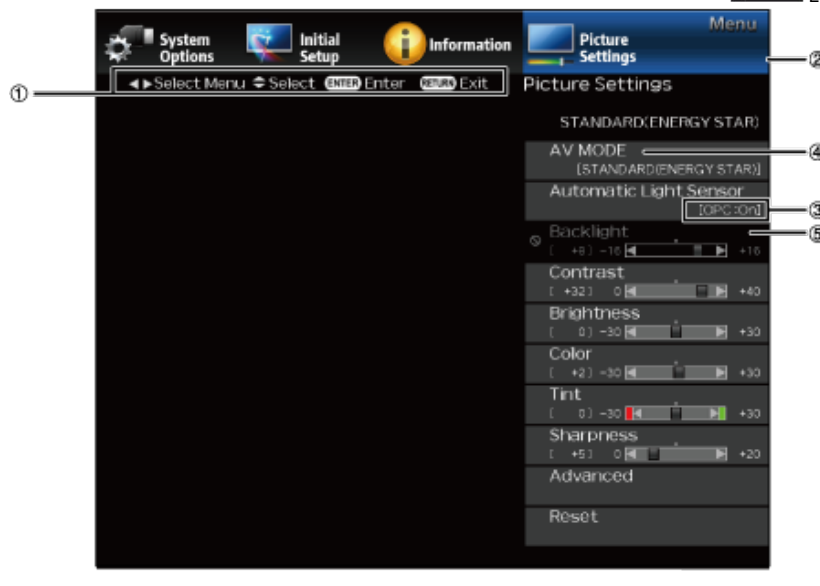 Menu
System Options
Initial Setup
Information
Picture Settings
①
◀▶Select Menu ⬍Select ENTER Enter RETURN Exit
②
Picture Settings
STANDARD(ENERGY STAR)
AV MODE
④
[STANDARD(ENERGY STAR)]
Automatic Light Sensor
[OPC:On]
③
Backlight
⑤
[ +8] -16 +16
Contrast
[ +32] 0 +40
Brightness
[ 0] -30 +30
Color
[ +2] -30 +30
Tint
[ 0] -30 +30
Sharpness
[ +5] 0 +20
Advanced
Reset